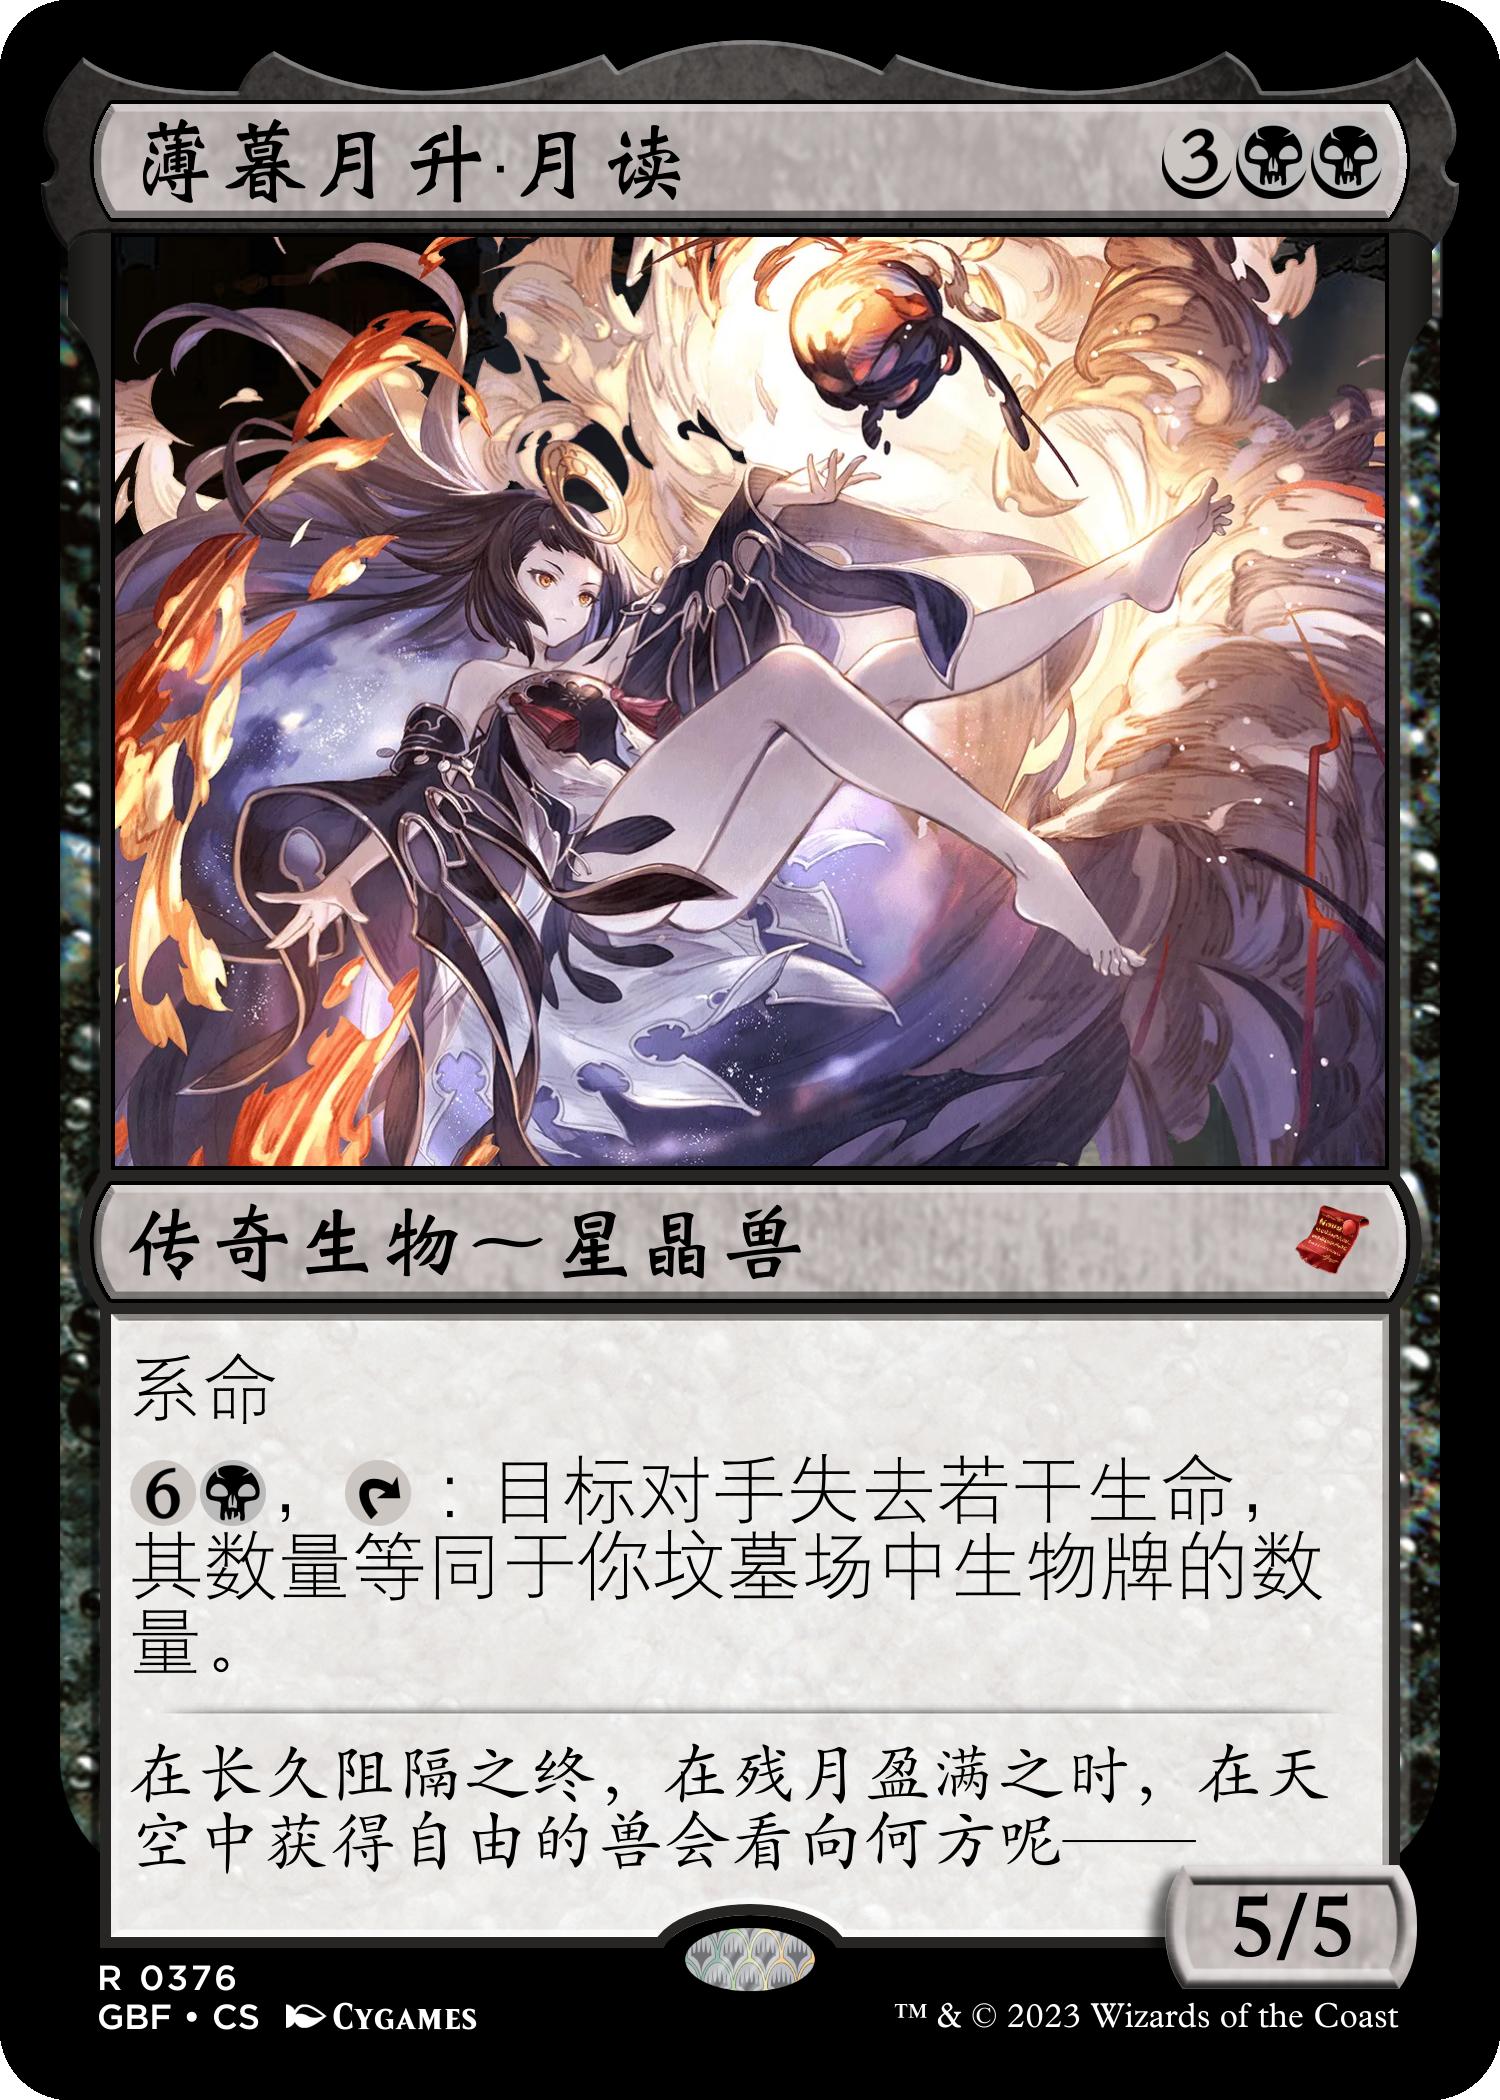 薄暮月升·月读
3
传奇生物～星晶兽
系命
6，：目标对手失去若干生命，
其数量等同于你坟墓场中生物牌的数
量。
在长久阻隔之终，在残月盈满之时，在天
空中获得自由的兽会看向何方呢——
5/5
R 0376
GBF • CS CYGAMES
™ & © 2023 Wizards of the Coast